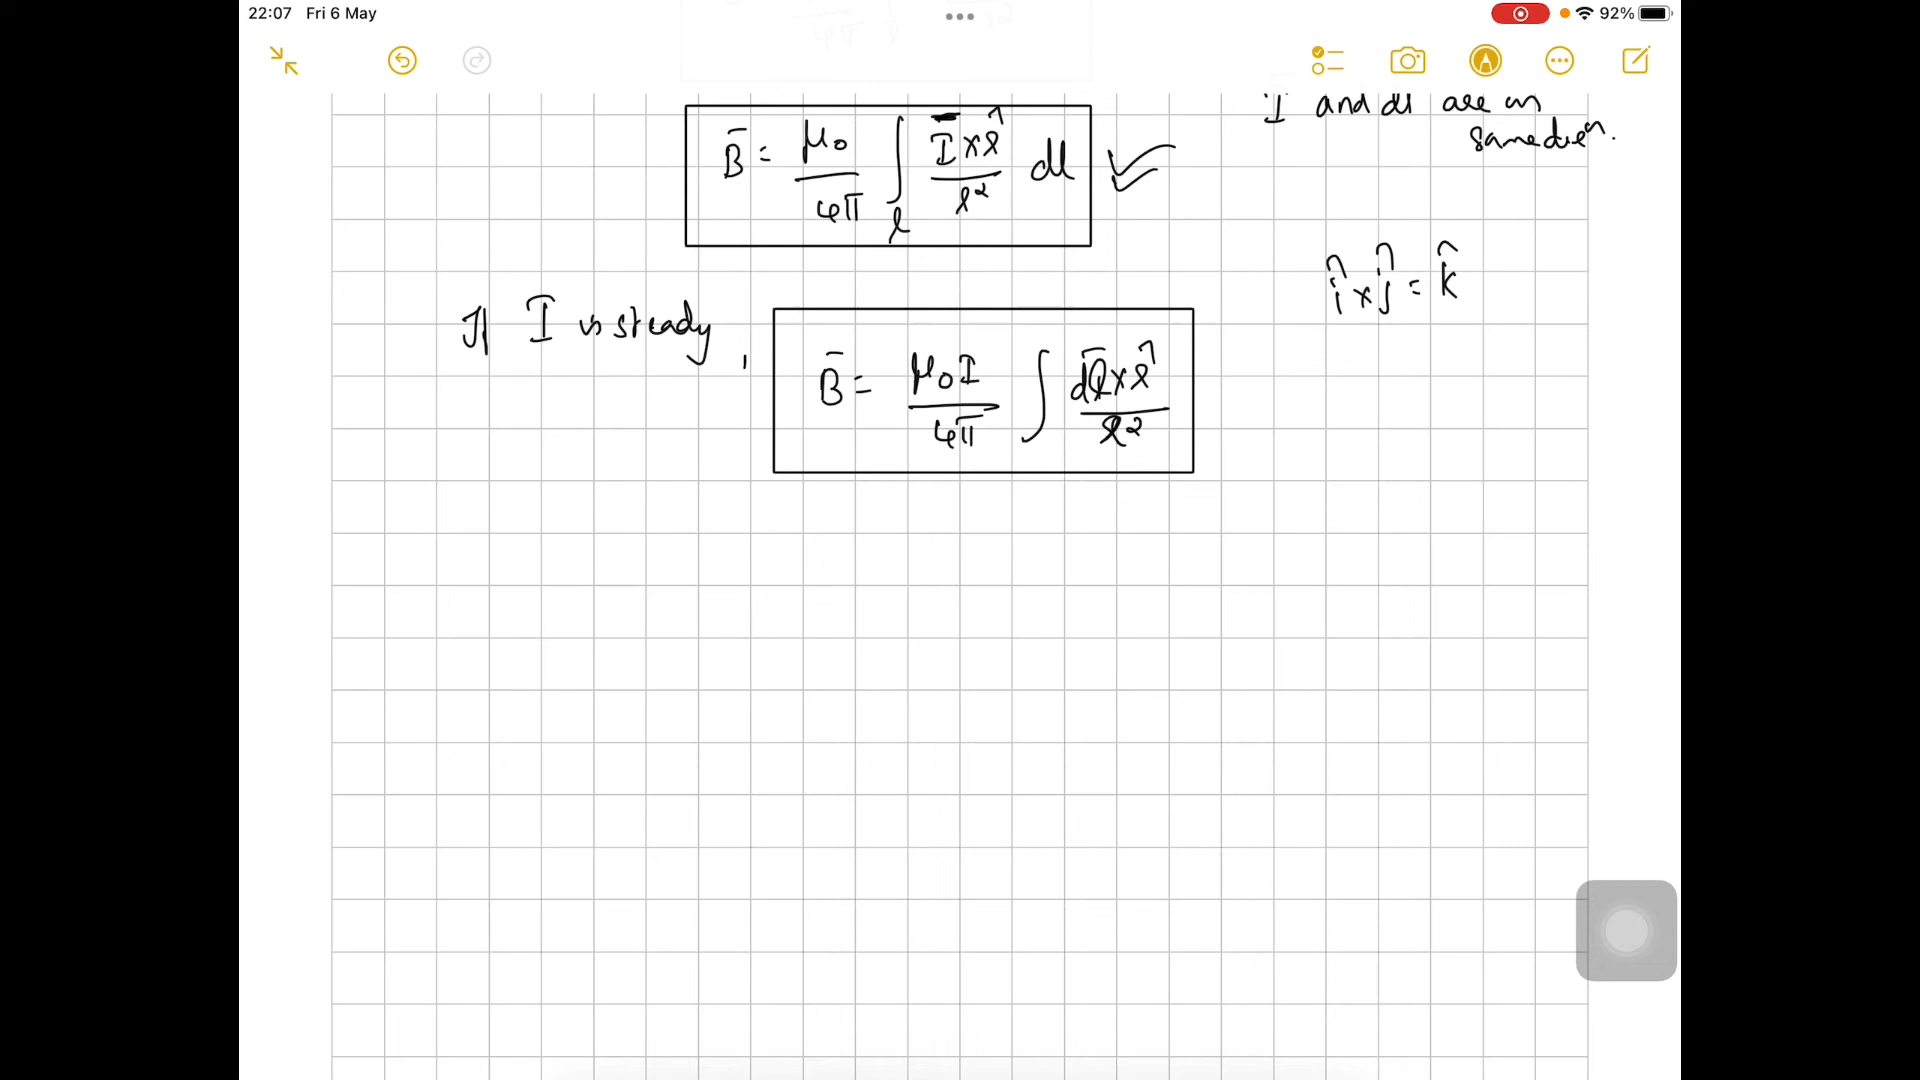 22:07 Fri 6 May
92%
I and dl are in
same diren.
B̄ = μ₀/4π ∫ₗ Ī×r̂/r² dl
î × ĵ = k̂
If I is steady,
B̄ = μ₀I/4π ∫ dl̄×r̂/r²